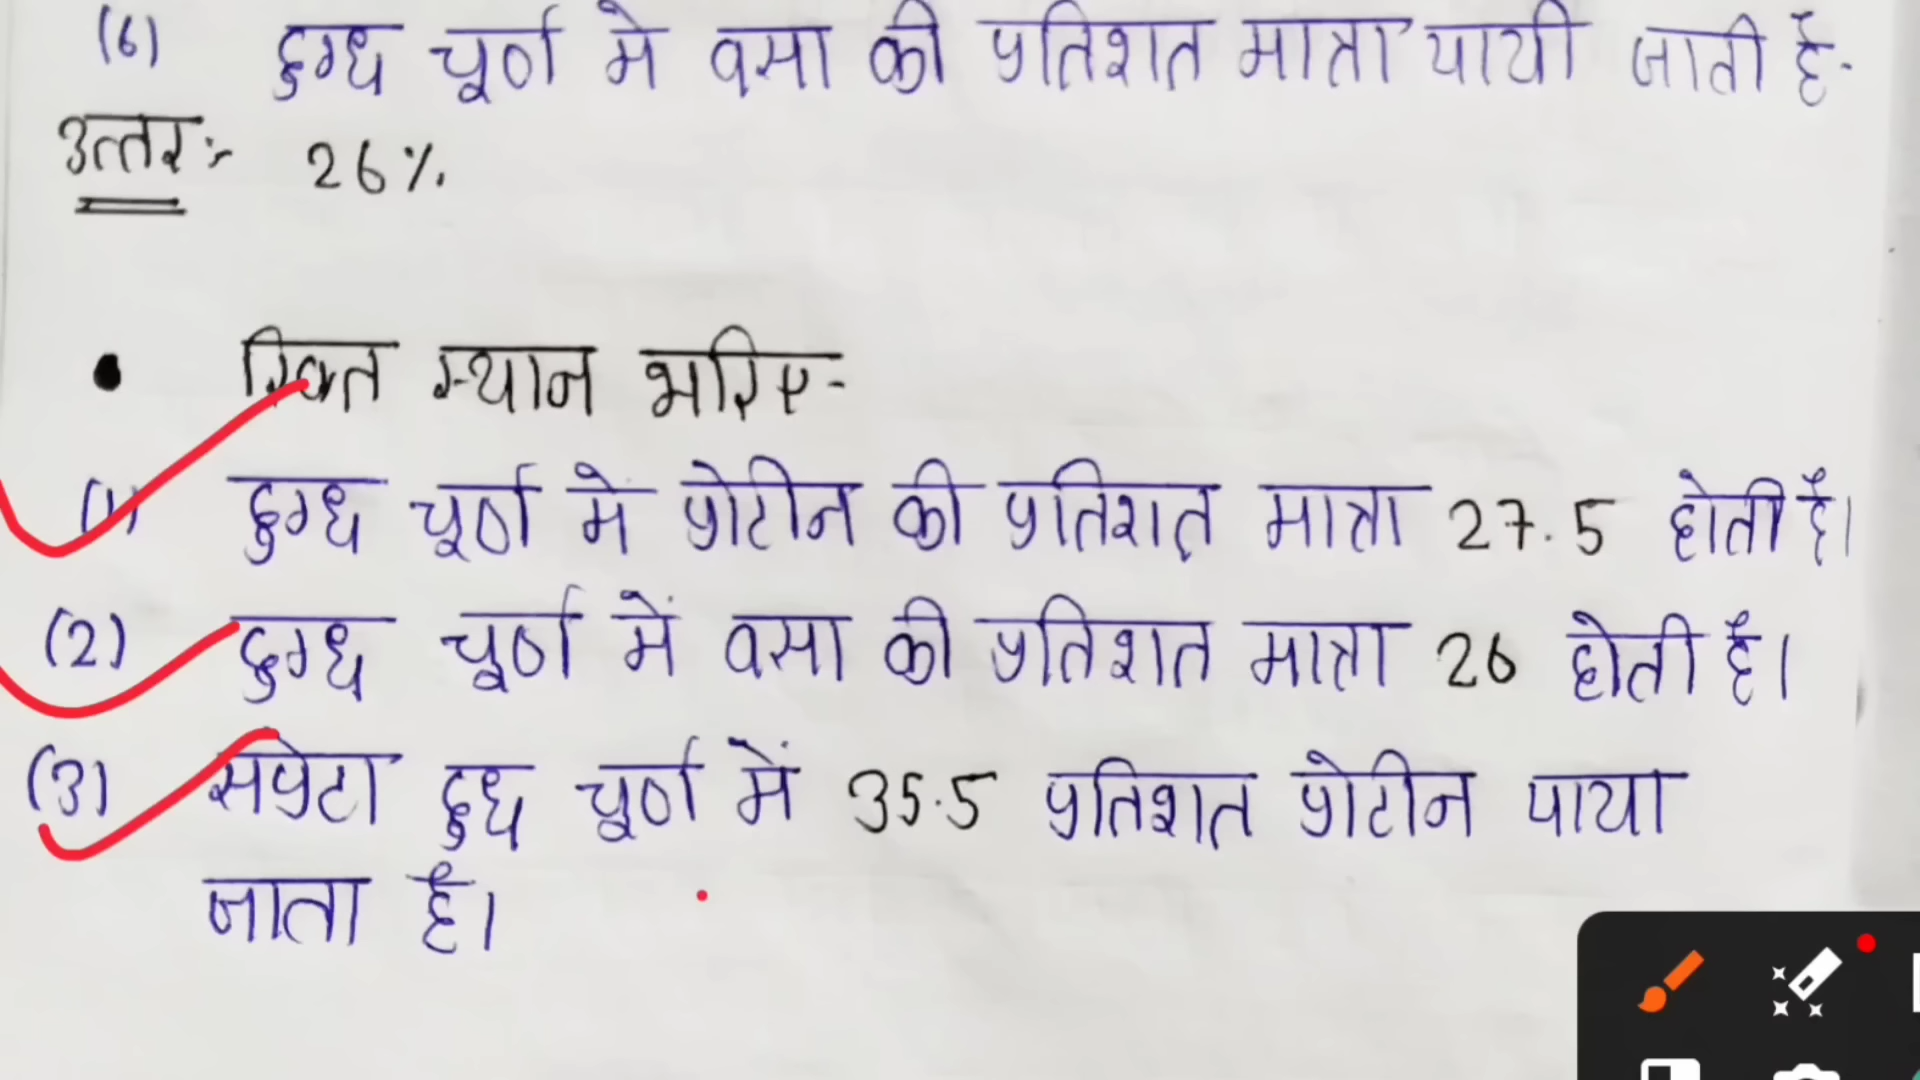 (6) दुग्ध चूर्ण मे वसा की प्रतिशत मात्रा पायी जाती है-
उत्तर:- 26%.
• रिक्त स्थान भरिए-
(1) दुग्ध चूर्ण मे प्रोटीन की प्रतिशत मात्रा 27.5 होती है।
(2) दुग्ध चूर्ण में वसा की प्रतिशत मात्रा 26 होती है।
(3) सप्रेटा दुध चूर्ण में 35.5 प्रतिशत प्रोटीन पाया
जाता है।